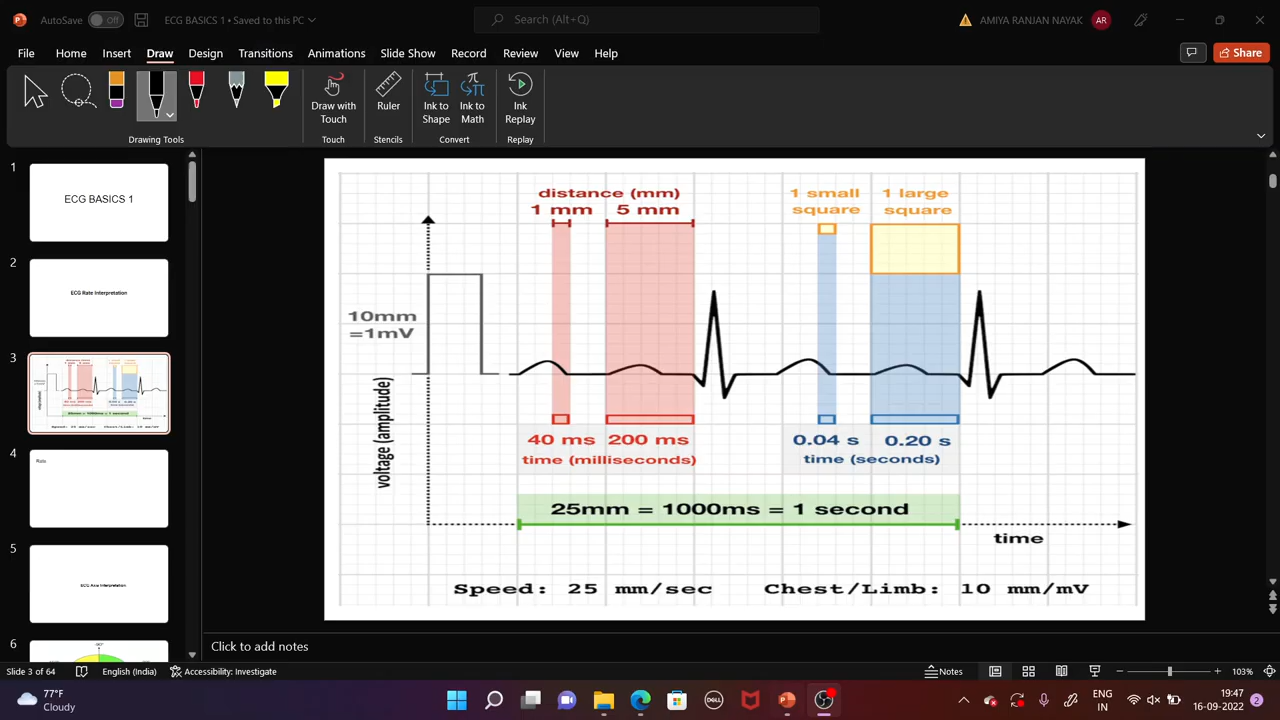 AutoSave Off ECG BASICS 1 • Saved to this PC Search (Alt+Q) AMIYA RANJAN NAYAK AR
File Home Insert Draw Design Transitions Animations Slide Show Record Review View Help Share
Draw with Touch
Ruler
Ink to Shape
Ink to Math
Ink Replay
Drawing Tools Touch Stencils Convert Replay
1
ECG BASICS 1
2
ECG Rate Interpretation
3
4
Rate
5
ECG Axis Interpretation
6
-90°
distance (mm)
1 mm 5 mm
1 small square
1 large square
10mm
=1mV
voltage (amplitude)
40 ms 200 ms
time (milliseconds)
0.04 s 0.20 s
time (seconds)
25mm = 1000ms = 1 second
time
Speed: 25 mm/sec Chest/Limb: 10 mm/mV
Click to add notes
Slide 3 of 64 English (India) Accessibility: Investigate Notes 103%
77°F
Cloudy
DELL
ENG
IN
19:47
16-09-2022